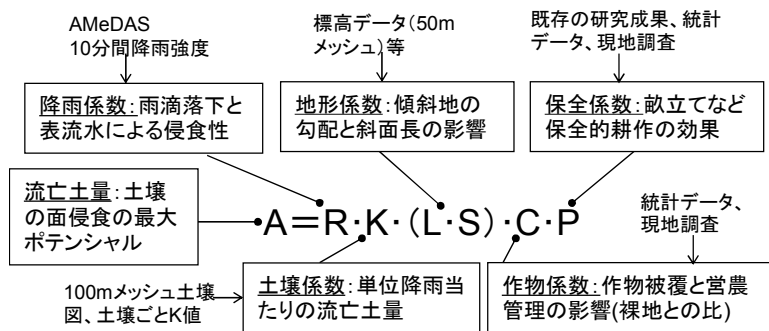 AMeDAS
10分間降雨強度
標高データ(50m
メッシュ)等
既存の研究成果、統計
データ、現地調査
降雨係数:雨滴落下と
表流水による侵食性
地形係数:傾斜地の
勾配と斜面長の影響
保全係数:畝立てなど
保全的耕作の効果
流亡土量:土壌
の面侵食の最大
ポテンシャル
統計データ、
現地調査
A=R・K・(L・S)・C・P
100mメッシュ土壌
図、土壌ごとK値
土壌係数:単位降雨当
たりの流亡土量
作物係数:作物被覆と営農
管理の影響(裸地との比)